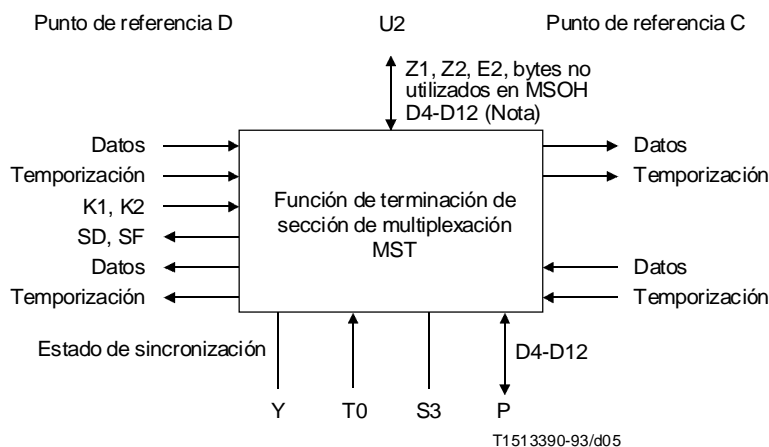 Punto de referencia D
U2
Punto de referencia C
Z1, Z2, E2, bytes no
utilizados en MSOH
D4-D12 (Nota)
Datos
Temporización
K1, K2
SD, SF
Datos
Temporización
Función de terminación de
sección de multiplexación
MST
Datos
Temporización
Datos
Temporización
Estado de sincronización
D4-D12
Y
T0
S3
P
T1513390-93/d05